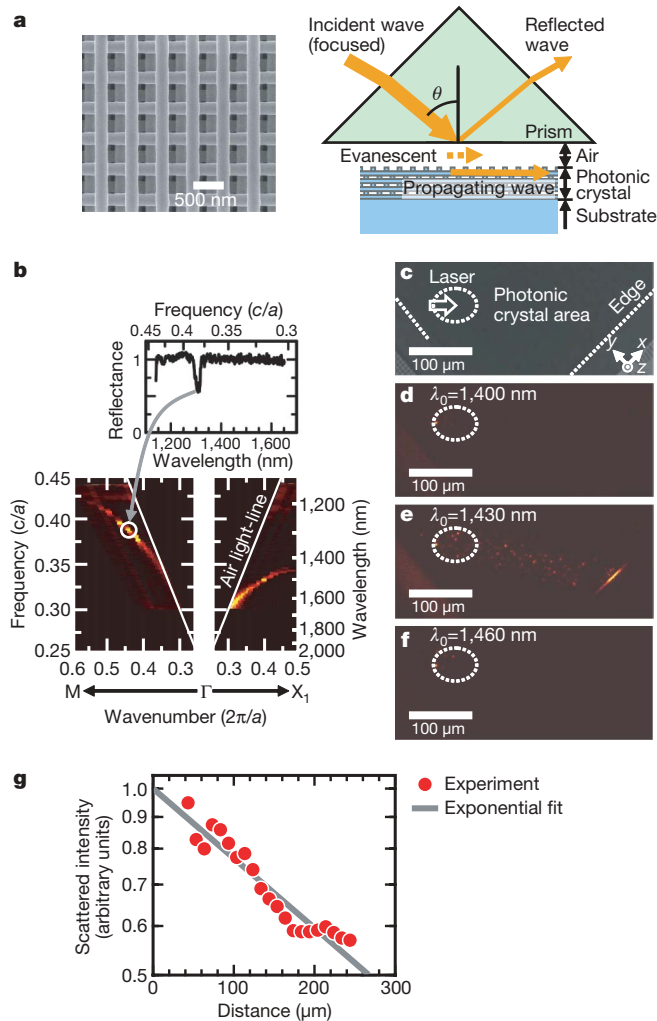 a
500 nm
Incident wave
(focused)
Reflected
wave
θ
Prism
Evanescent
Air
Photonic
crystal
Propagating wave
Substrate
b
Frequency (c/a)
0.45 0.4 0.35 0.3
Reflectance
1
0
1,200 1,400 1,600
Wavelength (nm)
Frequency (c/a)
0.45
0.40
0.35
0.30
0.25
Air light-line
1,200
1,400
1,600
1,800
2,000
Wavelength (nm)
0.6 0.5 0.4 0.3 0.3 0.4 0.5
M Γ X1
Wavenumber (2π/a)
c
Laser
Photonic
crystal area
Edge
100 µm
y x
z
d
λ0=1,400 nm
100 µm
e
λ0=1,430 nm
100 µm
f
λ0=1,460 nm
100 µm
g
Scattered intensity
(arbitrary units)
1.0
0.9
0.8
0.7
0.6
0.5
0 100 200 300
Distance (µm)
Experiment
Exponential fit